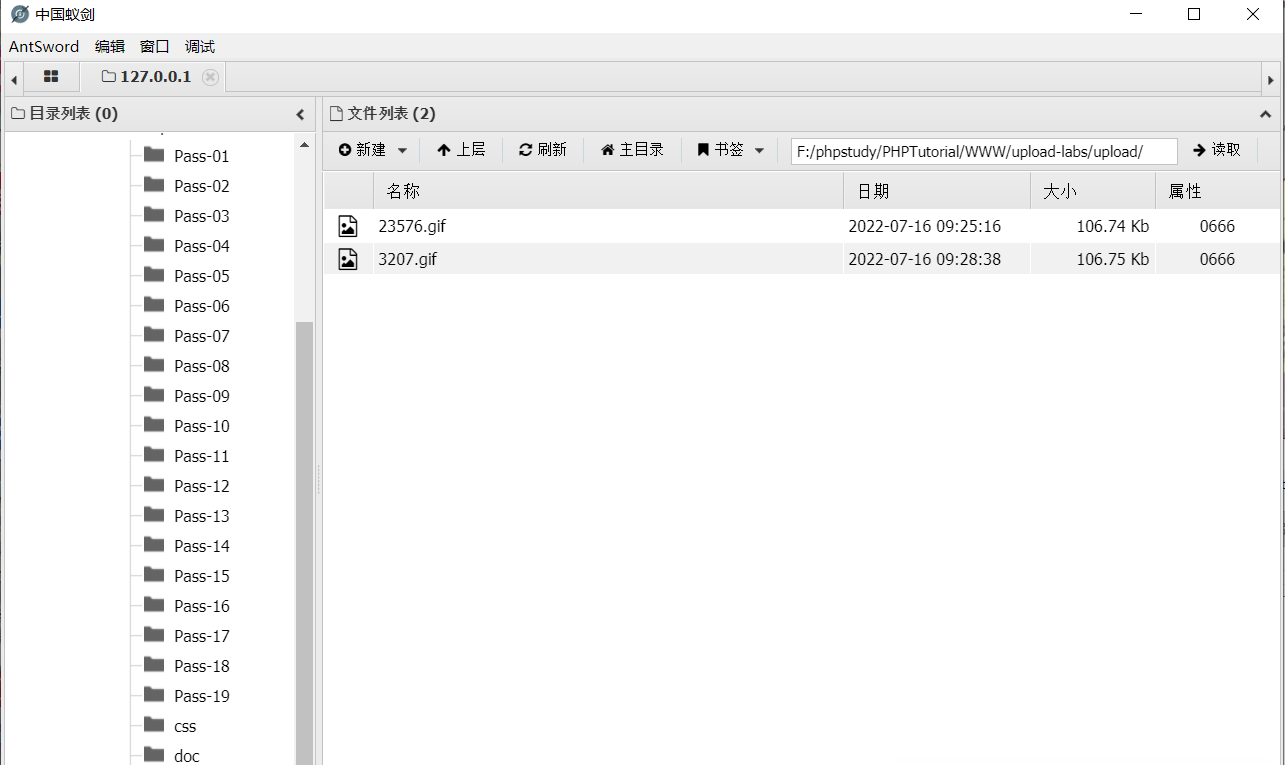 中国蚁剑
AntSword 编辑 窗口 调试
127.0.0.1
目录列表 (0)
文件列表 (2)
新建 上层 刷新 主目录 书签 F:/phpstudy/PHPTutorial/WWW/upload-labs/upload/ 读取
名称 日期 大小 属性
23576.gif 2022-07-16 09:25:16 106.74 Kb 0666
3207.gif 2022-07-16 09:28:38 106.75 Kb 0666
Pass-01
Pass-02
Pass-03
Pass-04
Pass-05
Pass-06
Pass-07
Pass-08
Pass-09
Pass-10
Pass-11
Pass-12
Pass-13
Pass-14
Pass-15
Pass-16
Pass-17
Pass-18
Pass-19
css
doc